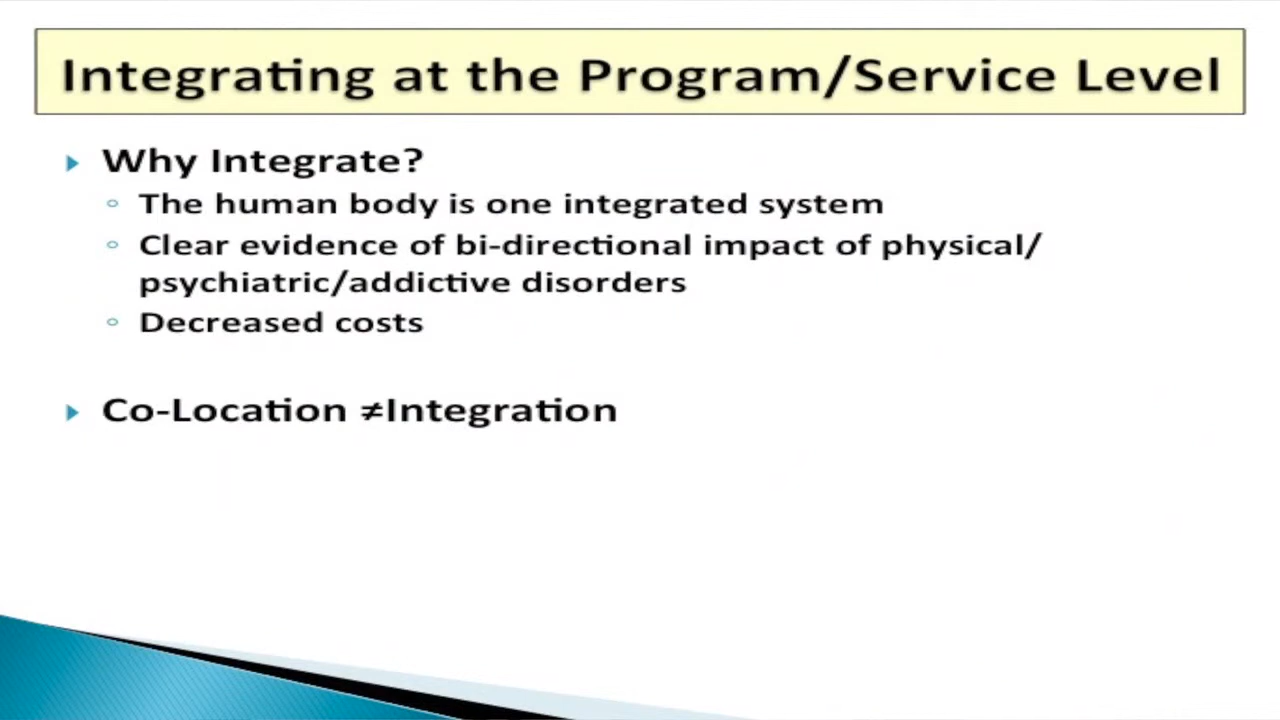 Integrating at the Program/Service Level
Why Integrate?
The human body is one integrated system
Clear evidence of bi-directional impact of physical/
psychiatric/addictive disorders
Decreased costs
Co-Location ≠Integration